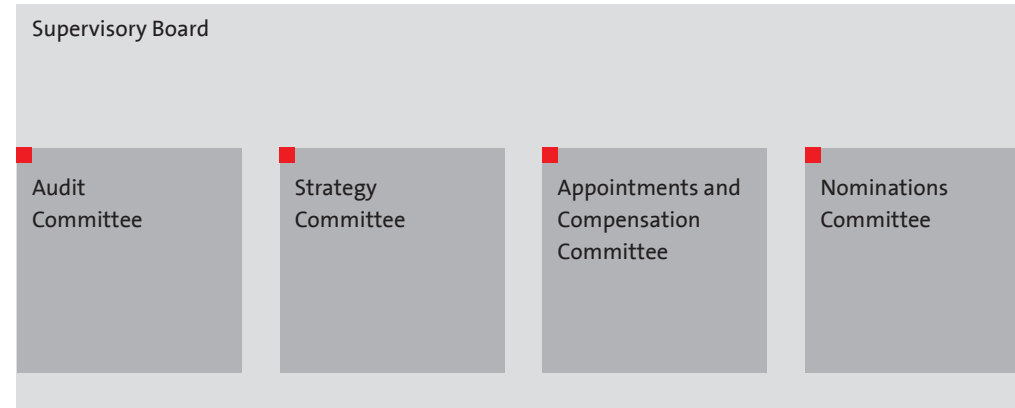 Supervisory Board
Audit
Committee
Strategy
Committee
Appointments and
Compensation
Committee
Nominations
Committee